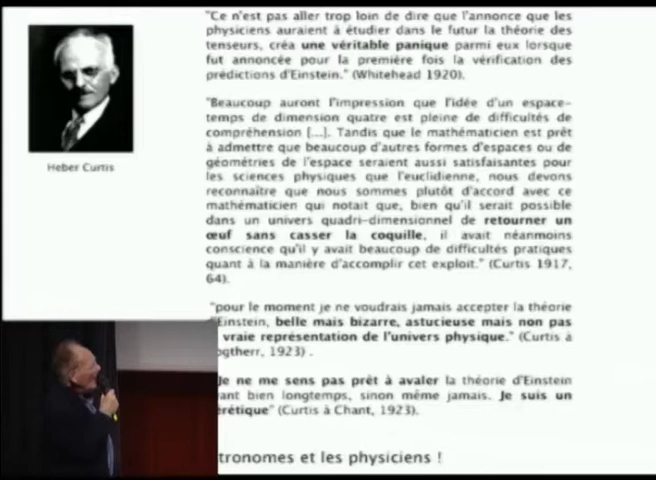 "Ce n'est pas aller trop loin de dire que l'annonce que les
physiciens auraient à étudier dans le futur la théorie des
tenseurs, créa une véritable panique parmi eux lorsque
fut annoncée pour la première fois la vérification des
prédictions d'Einstein." (Whitehead 1920).
"Beaucoup auront l'impression que l'idée d'un espace-
temps de dimension quatre est pleine de difficultés de
compréhension [...]. Tandis que le mathématicien est prêt
à admettre que beaucoup d'autres formes d'espaces ou de
géométries de l'espace seraient aussi satisfaisantes pour
les sciences physiques que l'euclidienne, nous devons
reconnaître que nous sommes plutôt d'accord avec ce
mathématicien qui notait que, bien qu'il serait possible
dans un univers quadri-dimensionnel de retourner un
œuf sans casser la coquille, il avait néanmoins
conscience qu'il y avait beaucoup de difficultés pratiques
quant à la manière d'accomplir cet exploit." (Curtis 1917,
64).
"pour le moment je ne voudrais jamais accepter la théorie
Einstein, belle mais bizarre, astucieuse mais non pas
vraie représentation de l'univers physique." (Curtis à
ogtherr, 1923) .
Je ne me sens pas prêt à avaler la théorie d'Einstein
ant bien longtemps, sinon même jamais. Je suis un
érétique" (Curtis à Chant, 1923).
tronomes et les physiciens !
Heber Curtis